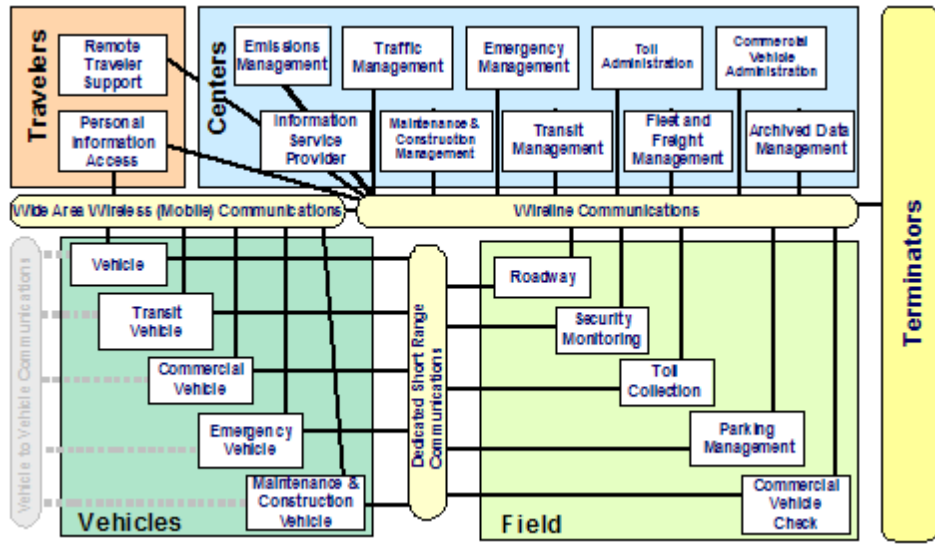 Travelers
Remote
Traveler
Support
Personal
Information
Access
Centers
Emissions
Management
Traffic
Management
Emergency
Management
Toll
Administration
Commercial
Vehicle
Administration
Information
Service
Provider
Maintenance &
Construction
Management
Transit
Management
Fleet and
Freight
Management
Archived Data
Management
Terminators
Wide Area Wireless (Mobile) Communications
Wireline Communications
Vehicle to Vehicle Communications
Vehicle
Transit
Vehicle
Commercial
Vehicle
Emergency
Vehicle
Maintenance &
Construction
Vehicle
Vehicles
Dedicated Short Range
Communications
Roadway
Security
Monitoring
Toll
Collection
Parking
Management
Commercial
Vehicle
Check
Field